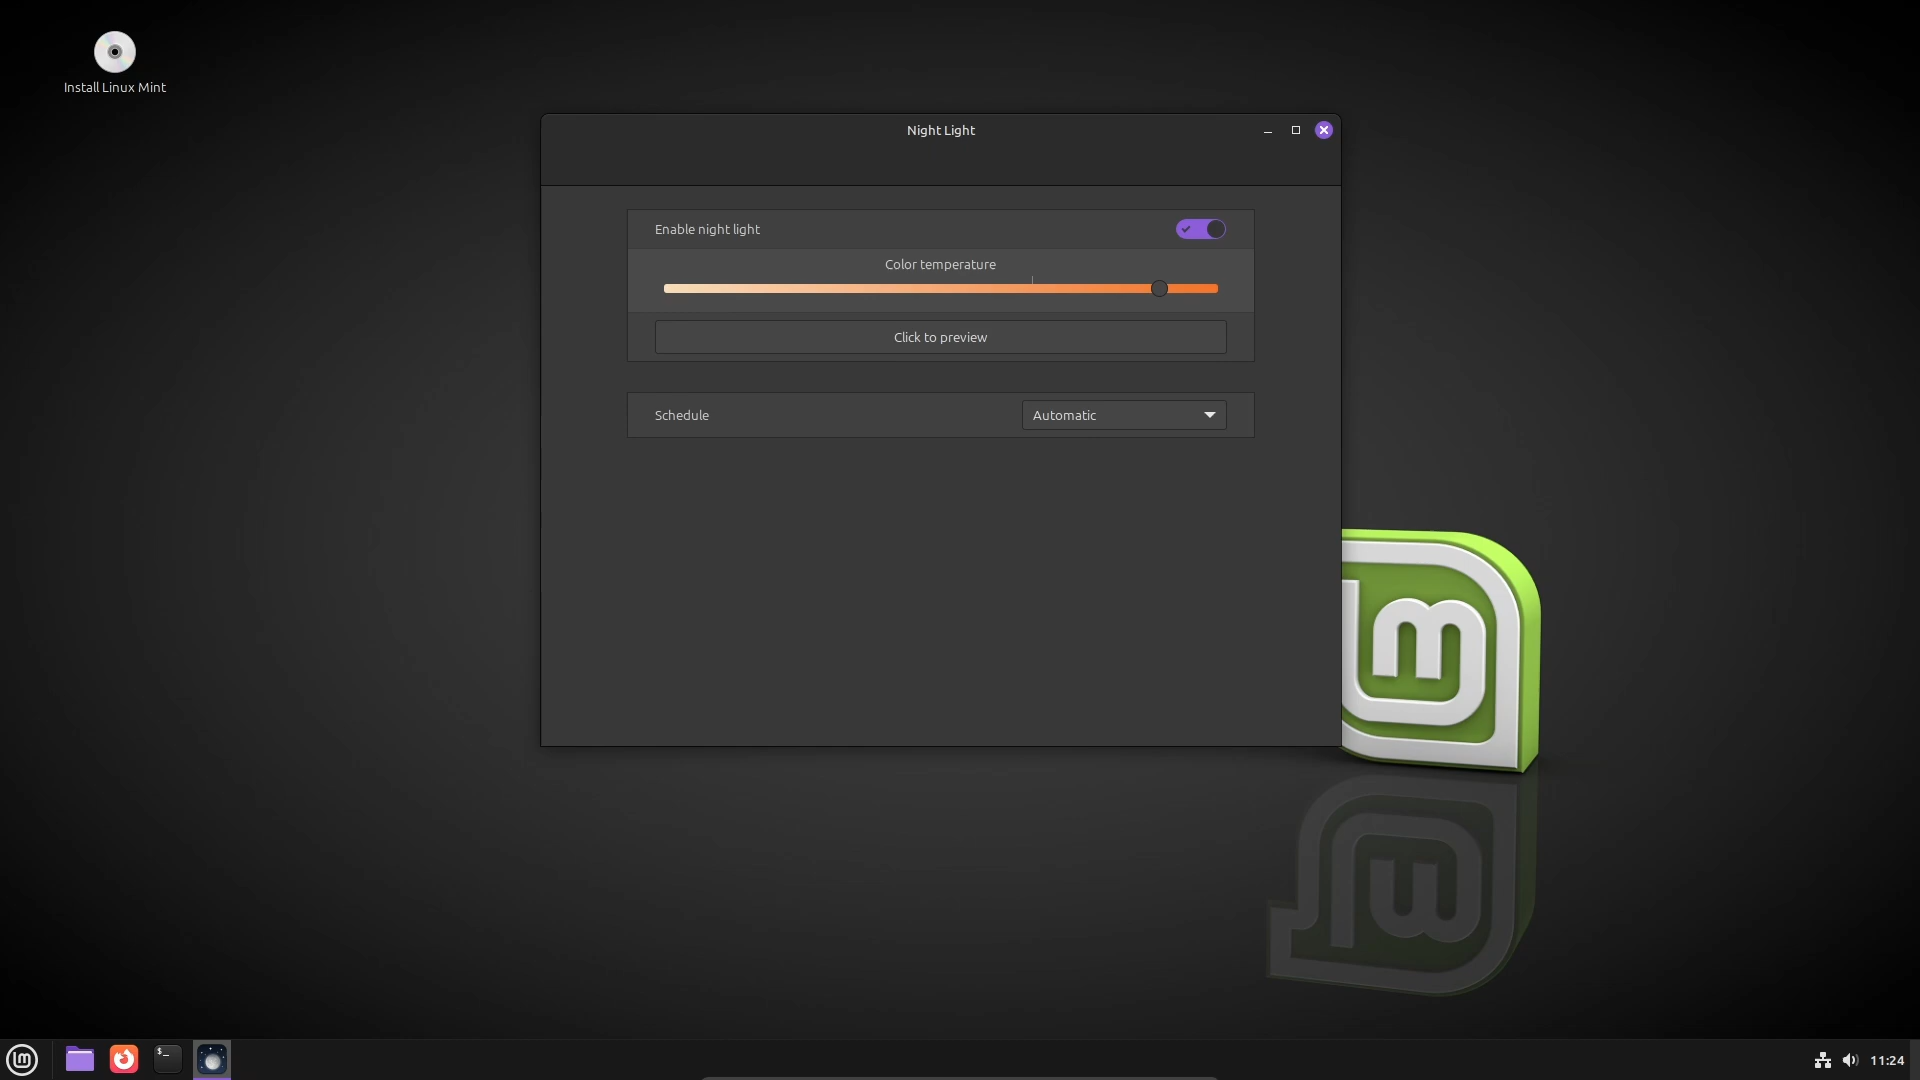 Install Linux Mint
Night Light
Enable night light
Color temperature
Click to preview
Schedule
Automatic
$_
11:24